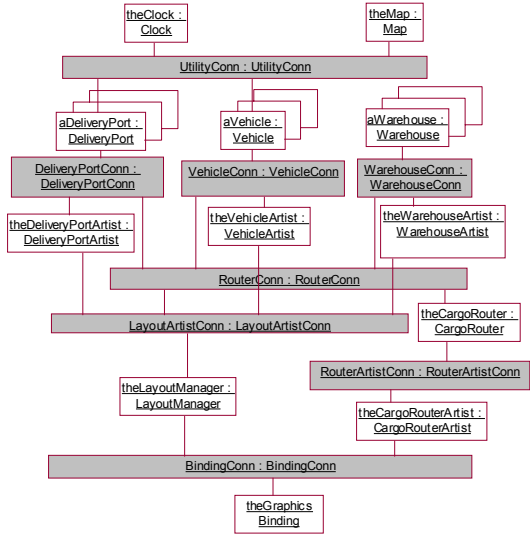 theClock :
Clock
theMap :
Map
UtilityConn : UtilityConn
aDeliveryPort :
DeliveryPort
aVehicle :
Vehicle
aWarehouse :
Warehouse
DeliveryPortConn :
DeliveryPortConn
VehicleConn : VehicleConn
WarehouseConn :
WarehouseConn
theDeliveryPortArtist :
DeliveryPortArtist
theVehicleArtist :
VehicleArtist
theWarehouseArtist :
WarehouseArtist
RouterConn : RouterConn
LayoutArtistConn : LayoutArtistConn
theCargoRouter :
CargoRouter
RouterArtistConn : RouterArtistConn
theLayoutManager :
LayoutManager
theCargoRouterArtist :
CargoRouterArtist
BindingConn : BindingConn
theGraphics
Binding